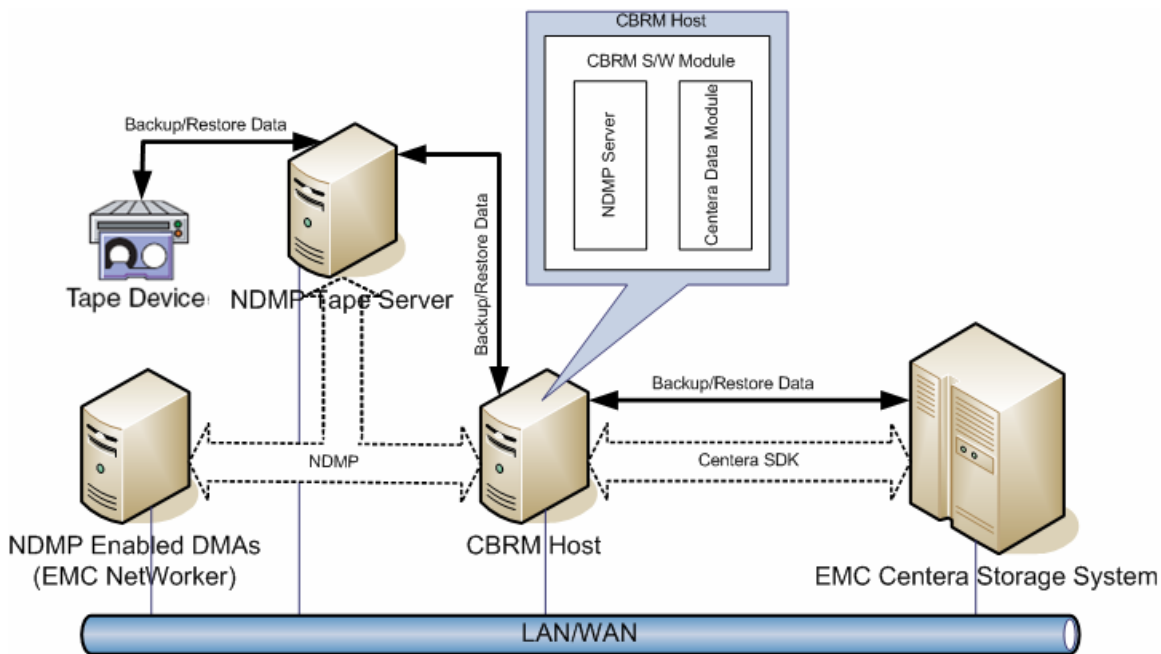 CBRM Host
CBRM S/W Module
NDMP Server
Centera Data Module
Backup/Restore Data
Tape Device
NDMP Tape Server
Backup/Restore Data
Backup/Restore Data
NDMP
Centera SDK
NDMP Enabled DMAs
(EMC NetWorker)
CBRM Host
EMC Centera Storage System
LAN/WAN